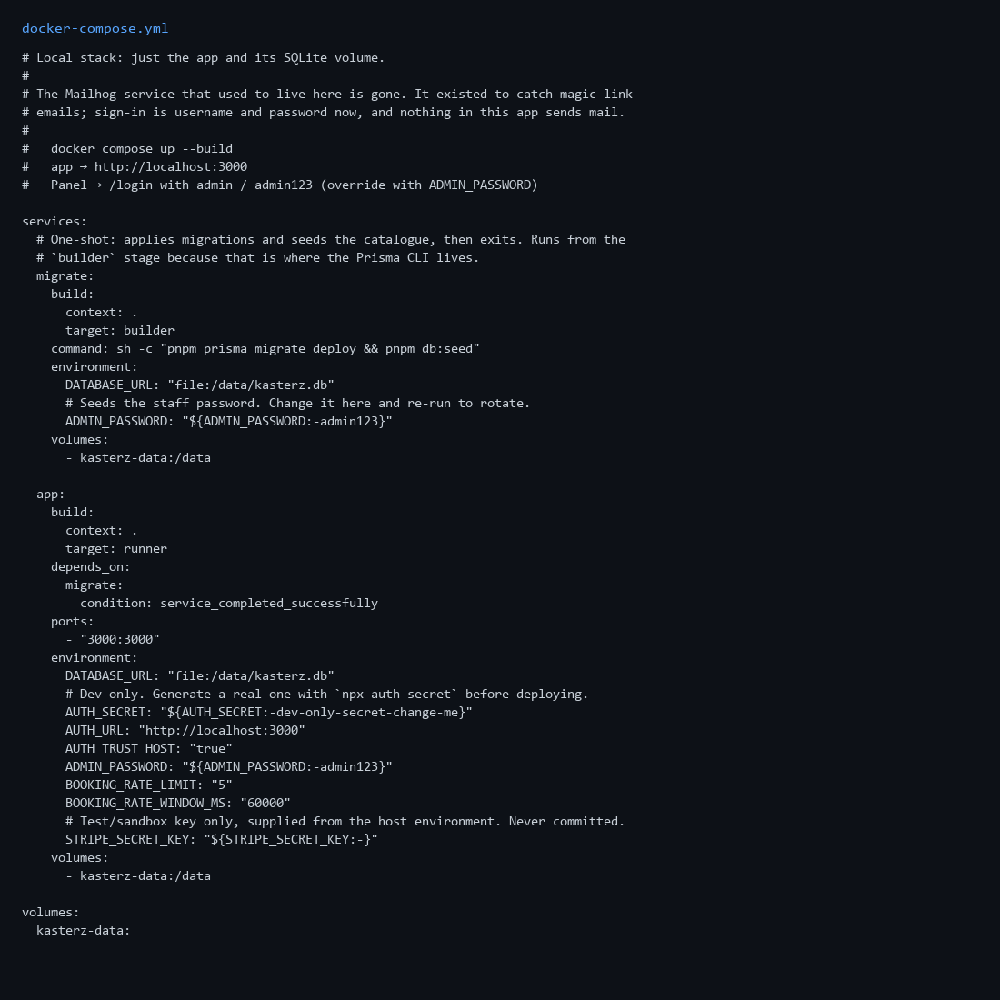 docker-compose.yml
# Local stack: just the app and its SQLite volume.
#
# The Mailhog service that used to live here is gone. It existed to catch magic-link
# emails; sign-in is username and password now, and nothing in this app sends mail.
#
#   docker compose up --build
#   app → http://localhost:3000
#   Panel → /login with admin / admin123 (override with ADMIN_PASSWORD)

services:
  # One-shot: applies migrations and seeds the catalogue, then exits. Runs from the
  # `builder` stage because that is where the Prisma CLI lives.
  migrate:
    build:
      context: .
      target: builder
    command: sh -c "pnpm prisma migrate deploy && pnpm db:seed"
    environment:
      DATABASE_URL: "file:/data/kasterz.db"
      # Seeds the staff password. Change it here and re-run to rotate.
      ADMIN_PASSWORD: "${ADMIN_PASSWORD:-admin123}"
    volumes:
      - kasterz-data:/data

  app:
    build:
      context: .
      target: runner
    depends_on:
      migrate:
        condition: service_completed_successfully
    ports:
      - "3000:3000"
    environment:
      DATABASE_URL: "file:/data/kasterz.db"
      # Dev-only. Generate a real one with `npx auth secret` before deploying.
      AUTH_SECRET: "${AUTH_SECRET:-dev-only-secret-change-me}"
      AUTH_URL: "http://localhost:3000"
      AUTH_TRUST_HOST: "true"
      ADMIN_PASSWORD: "${ADMIN_PASSWORD:-admin123}"
      BOOKING_RATE_LIMIT: "5"
      BOOKING_RATE_WINDOW_MS: "60000"
      # Test/sandbox key only, supplied from the host environment. Never committed.
      STRIPE_SECRET_KEY: "${STRIPE_SECRET_KEY:-}"
    volumes:
      - kasterz-data:/data

volumes:
  kasterz-data: